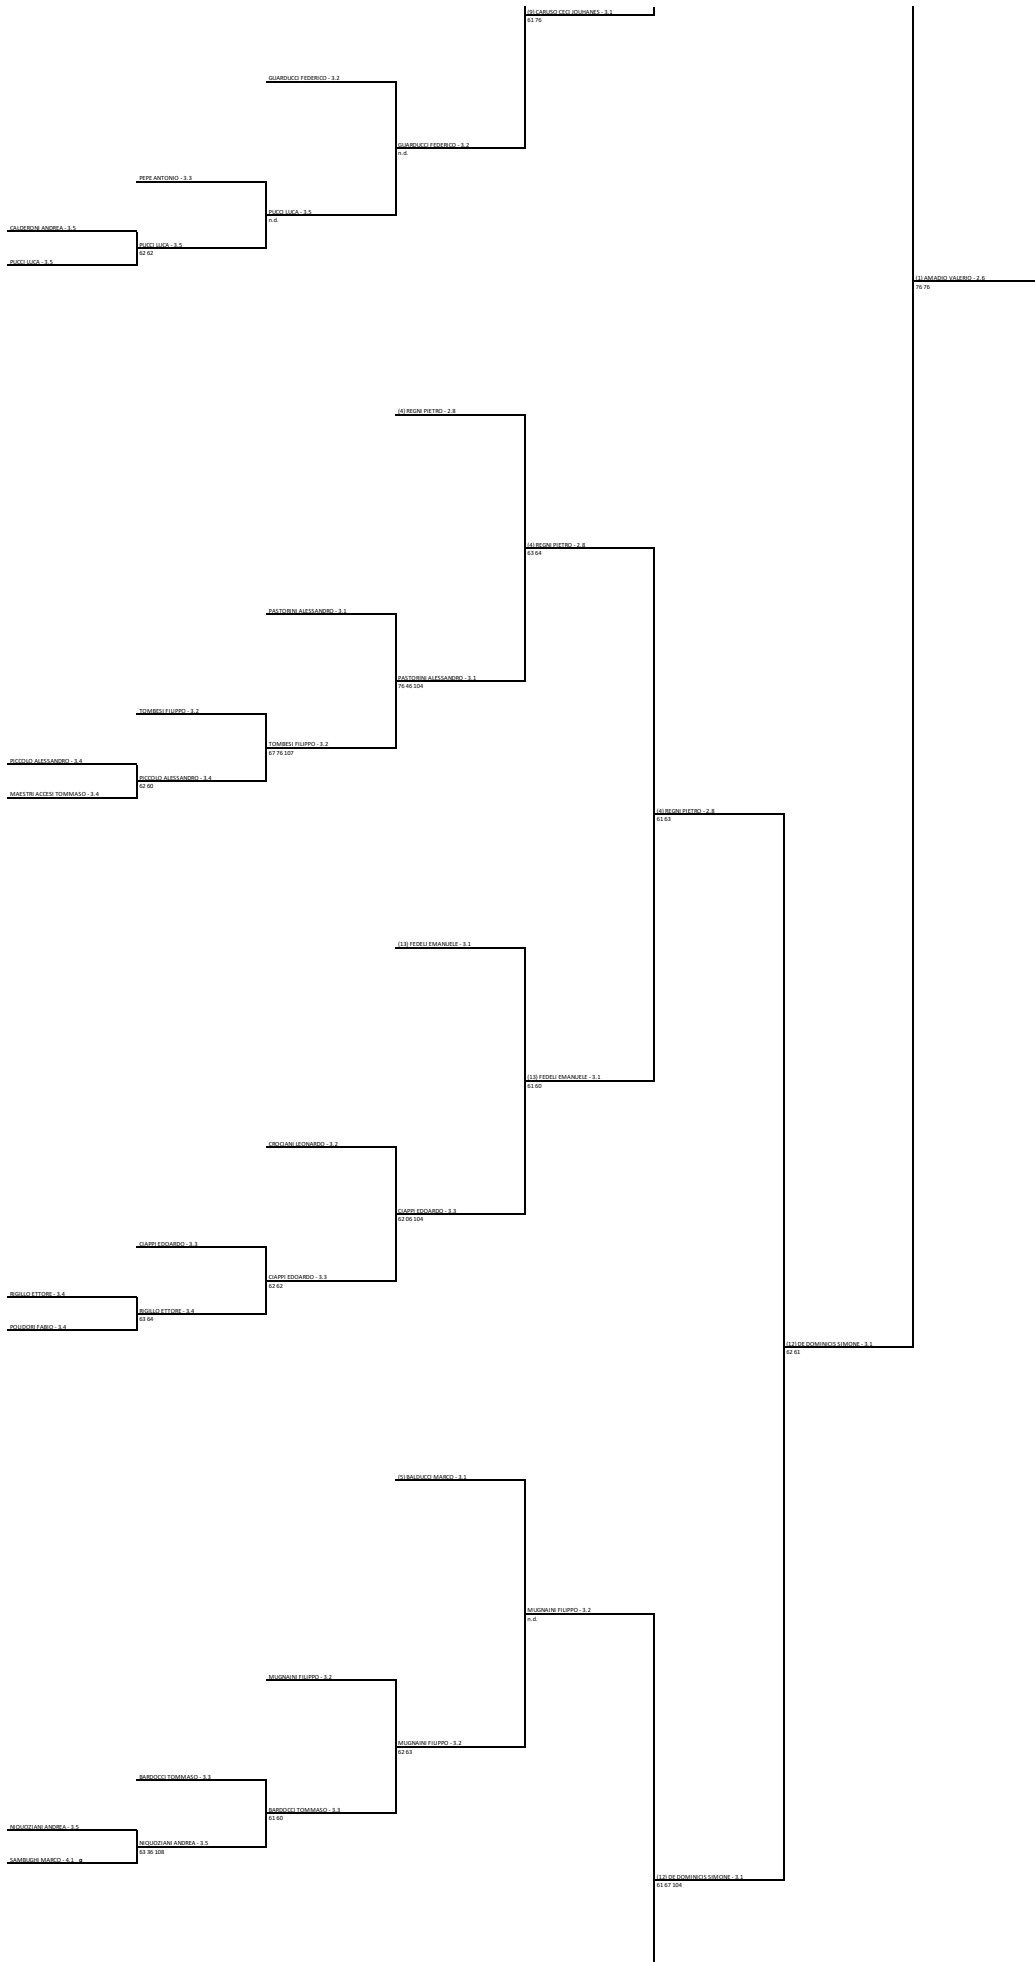 (9) CARUSO CECI JOUHANES - 3.1
61 76
GUARDUCCI FEDERICO - 3.2
GUARDUCCI FEDERICO - 3.2
n.d.
PEPE ANTONIO - 3.3
PUCCI LUCA - 3.5
n.d.
CALDERONI ANDREA - 3.5
PUCCI LUCA - 3.5
62 62
PUCCI LUCA - 3.5
(1) AMADIO VALERIO - 2.6
76 76
(4) REGNI PIETRO - 2.8
(4) REGNI PIETRO - 2.8
63 64
PASTORINI ALESSANDRO - 3.1
PASTORINI ALESSANDRO - 3.1
76 46 104
TOMBESI FILIPPO - 3.2
TOMBESI FILIPPO - 3.2
67 76 107
PICCOLO ALESSANDRO - 3.4
PICCOLO ALESSANDRO - 3.4
62 60
MAESTRI ACCESI TOMMASO - 3.4
(4) REGNI PIETRO - 2.8
61 63
(13) FEDELI EMANUELE - 3.1
(13) FEDELI EMANUELE - 3.1
61 60
CROCIANI LEONARDO - 3.2
CIAPPI EDOARDO - 3.3
62 06 104
CIAPPI EDOARDO - 3.3
CIAPPI EDOARDO - 3.3
62 62
RIGILLO ETTORE - 3.4
RIGILLO ETTORE - 3.4
63 64
POLIDORI FABIO - 3.4
(12) DE DOMINICIS SIMONE - 3.1
62 61
(5) BALDUCCI MARCO - 3.1
MUGNAINI FILIPPO - 3.2
n.d.
MUGNAINI FILIPPO - 3.2
MUGNAINI FILIPPO - 3.2
62 63
BARDOCCI TOMMASO - 3.3
BARDOCCI TOMMASO - 3.3
61 60
NIQUOZIANI ANDREA - 3.5
NIQUOZIANI ANDREA - 3.5
63 36 108
SAMBUGHI MARCO - 4.1 Q
(12) DE DOMINICIS SIMONE - 3.1
61 67 104